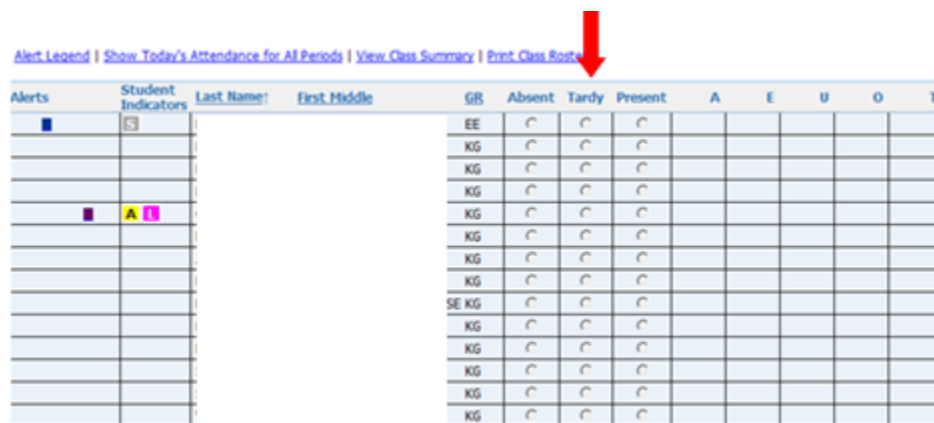 Alert Legend | Show Today's Attendance for All Periods | View Class Summary | Print Class Roster
Alerts Student Indicators Last Name↑ First Middle GR Absent Tardy Present A E U O T
S EE
KG
KG
KG
A L KG
KG
KG
KG
SE KG
KG
KG
KG
KG
KG